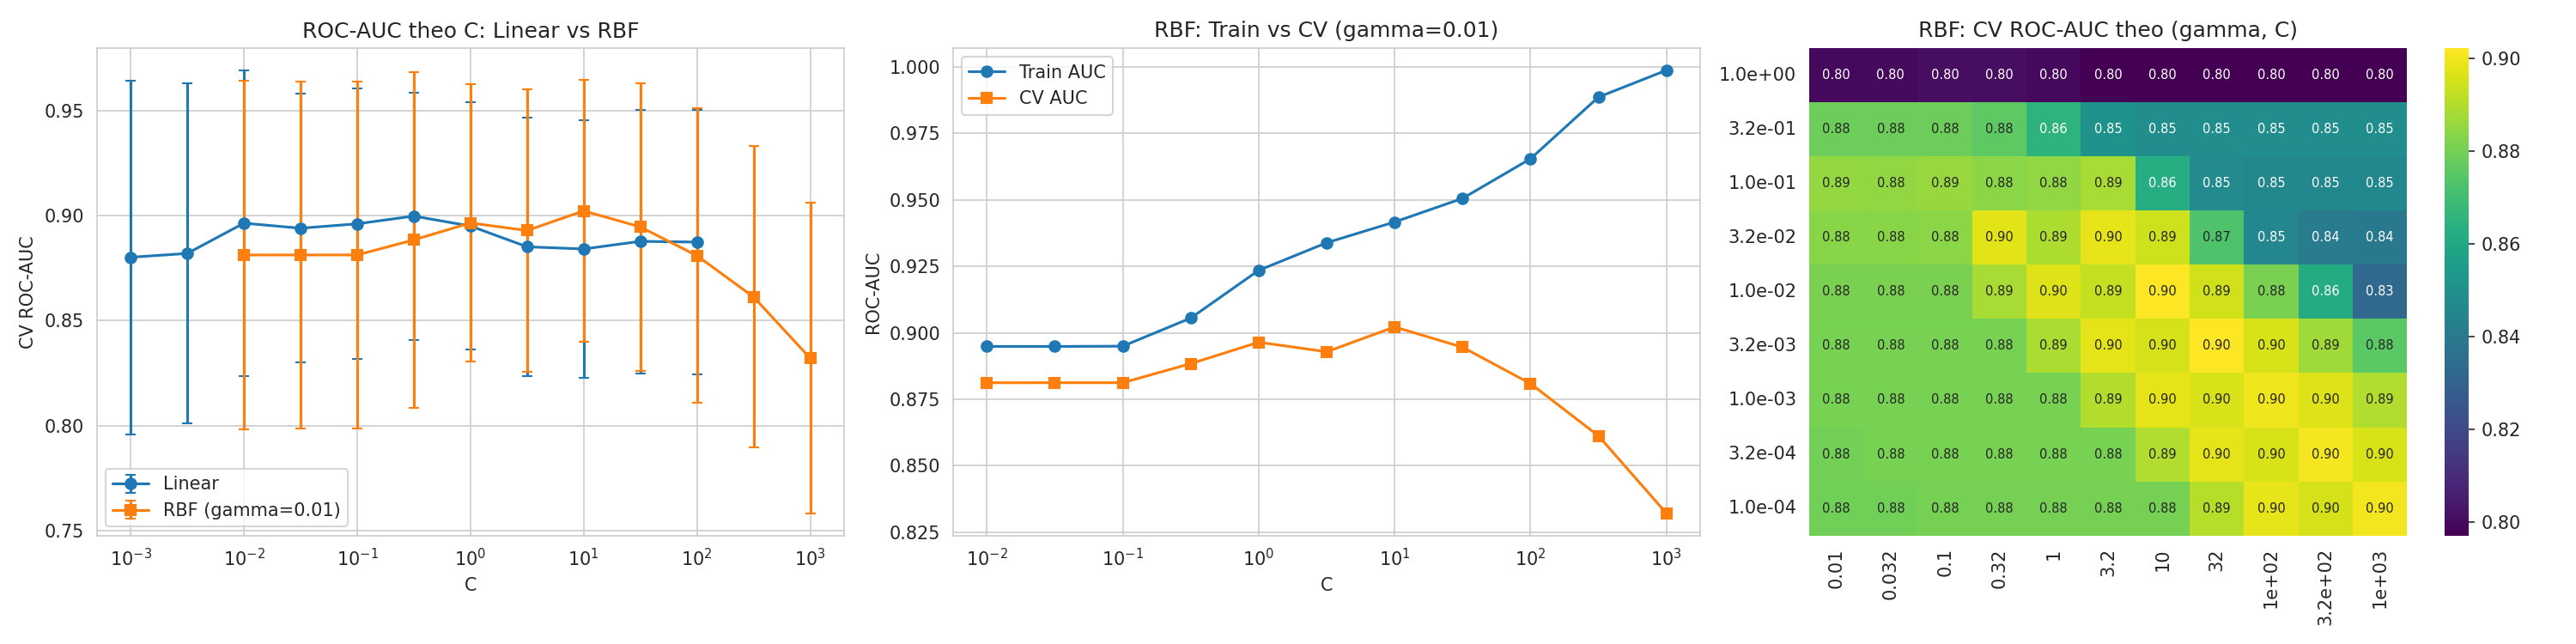 ROC-AUC theo C: Linear vs RBF
CV ROC-AUC
0.95
0.90
0.85
0.80
0.75
Linear
RBF (gamma=0.01)
10⁻³ 10⁻² 10⁻¹ 10⁰ 10¹ 10² 10³
C
RBF: Train vs CV (gamma=0.01)
ROC-AUC
1.000
0.975
0.950
0.925
0.900
0.875
0.850
0.825
Train AUC
CV AUC
10⁻² 10⁻¹ 10⁰ 10¹ 10² 10³
C
RBF: CV ROC-AUC theo (gamma, C)
1.0e+00 0.80 0.80 0.80 0.80 0.80 0.80 0.80 0.80 0.80 0.80 0.80
3.2e-01 0.88 0.88 0.88 0.88 0.86 0.85 0.85 0.85 0.85 0.85 0.85
1.0e-01 0.89 0.88 0.89 0.88 0.88 0.89 0.86 0.85 0.85 0.85 0.85
3.2e-02 0.88 0.88 0.88 0.90 0.89 0.90 0.89 0.87 0.85 0.84 0.84
1.0e-02 0.88 0.88 0.88 0.89 0.90 0.89 0.90 0.89 0.88 0.86 0.83
3.2e-03 0.88 0.88 0.88 0.88 0.89 0.90 0.90 0.90 0.90 0.89 0.88
1.0e-03 0.88 0.88 0.88 0.88 0.88 0.89 0.90 0.90 0.90 0.90 0.89
3.2e-04 0.88 0.88 0.88 0.88 0.88 0.88 0.89 0.90 0.90 0.90 0.90
1.0e-04 0.88 0.88 0.88 0.88 0.88 0.88 0.88 0.89 0.90 0.90 0.90
0.01 0.032 0.1 0.32 1 3.2 10 32 1e+02 3.2e+02 1e+03
0.90
0.88
0.86
0.84
0.82
0.80